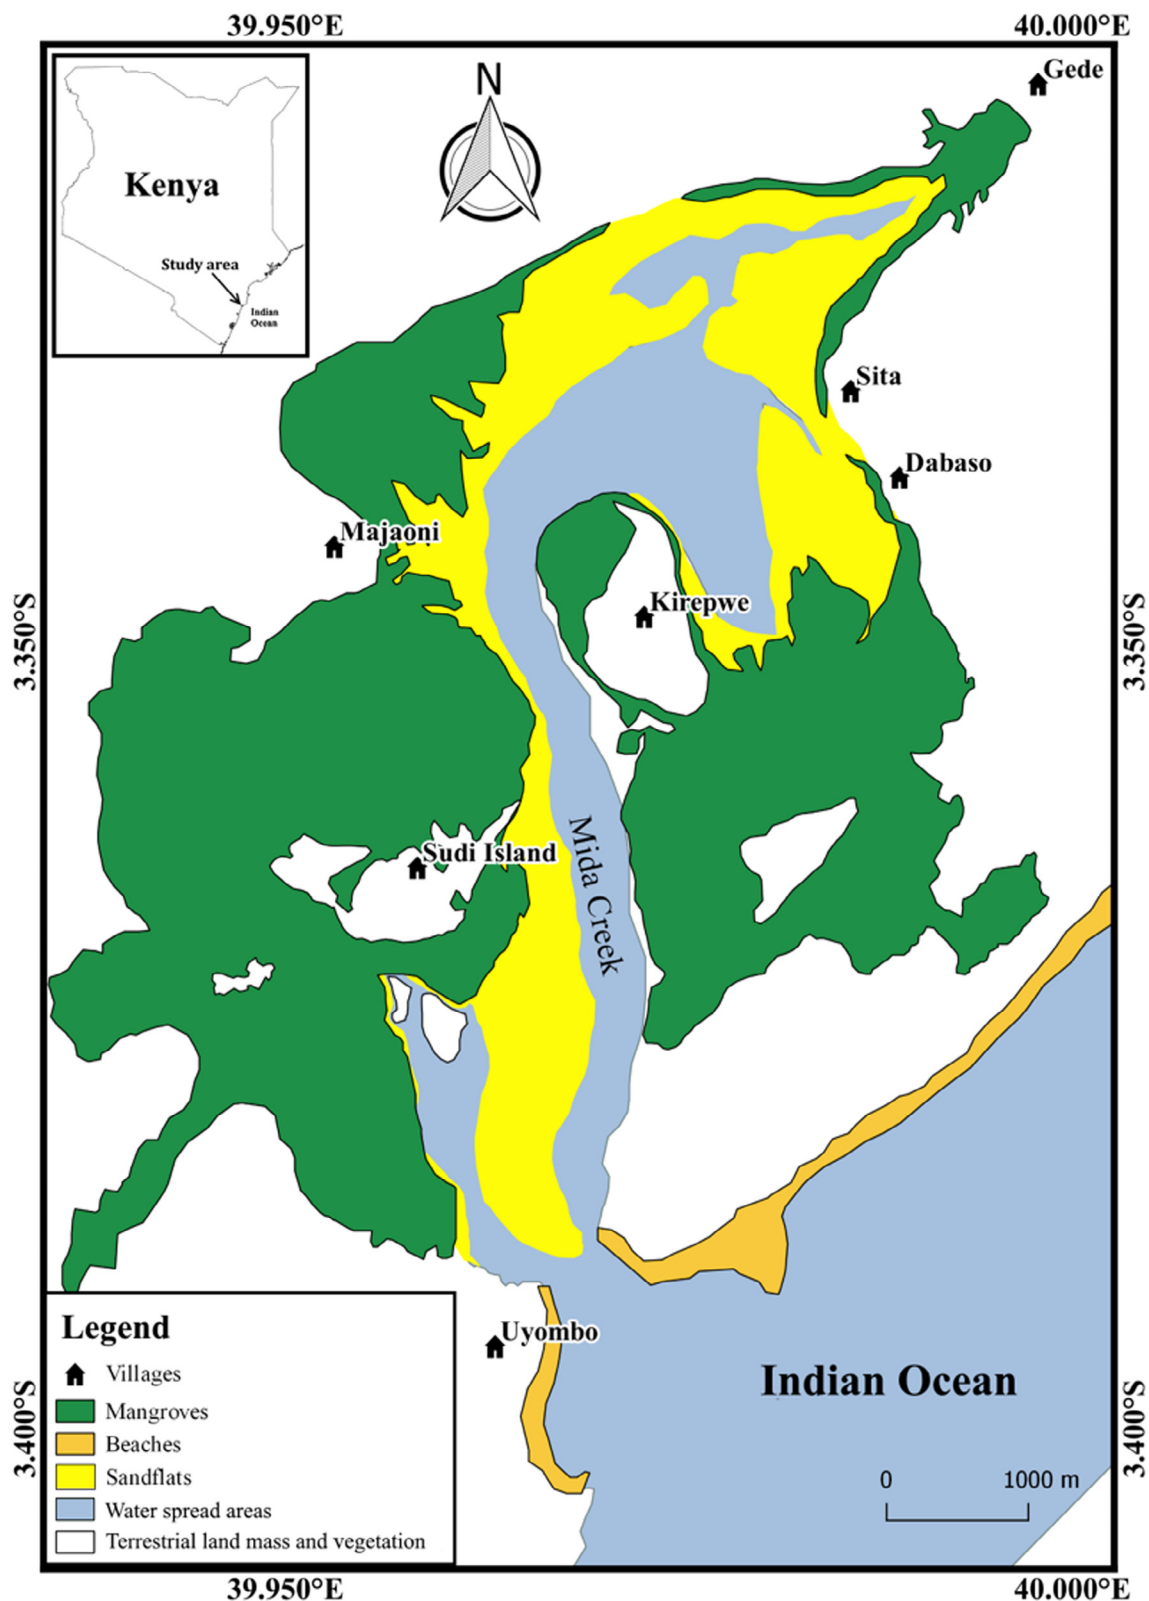 39.950°E
40.000°E
N
Gede
Kenya
Study area
Indian
Ocean
Sita
Dabaso
Majaoni
Kirepwe
3.350°S
3.350°S
Mida Creek
Sudi Island
Uyombo
Indian Ocean
3.400°S
3.400°S
0 1000 m
Legend
Villages
Mangroves
Beaches
Sandflats
Water spread areas
Terrestrial land mass and vegetation
39.950°E
40.000°E